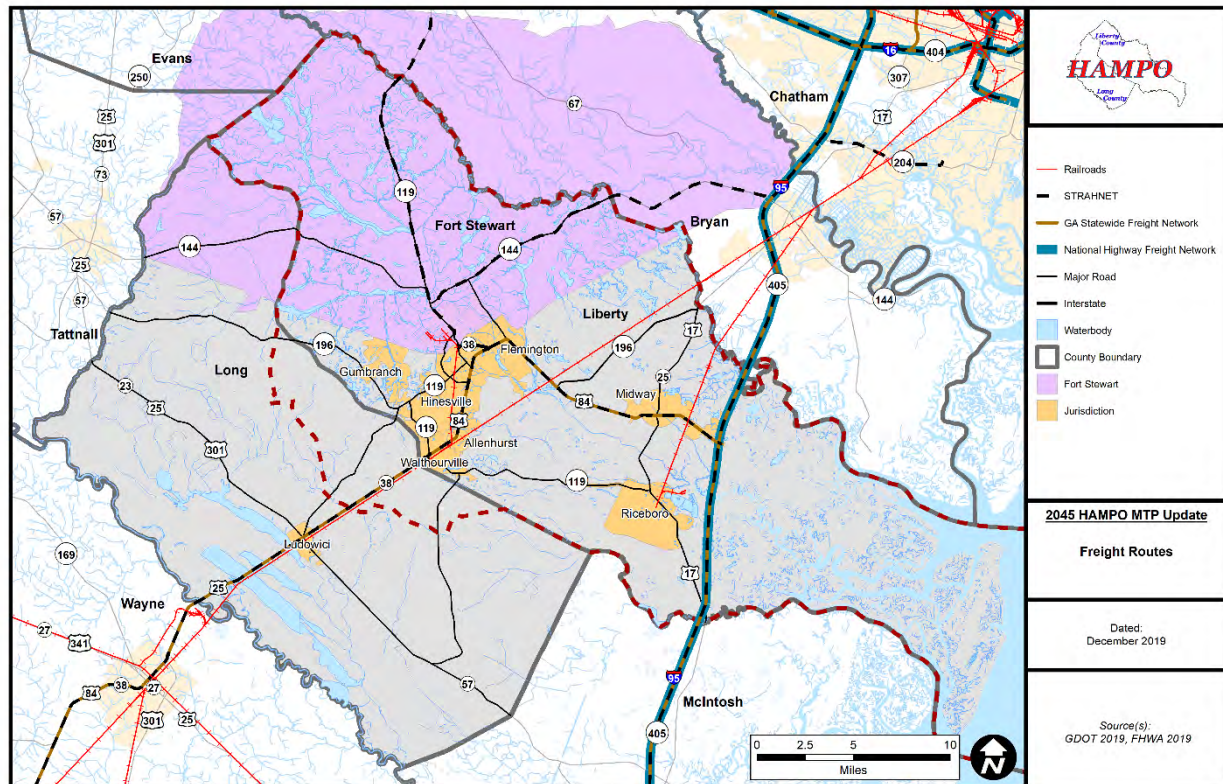 Evans
250
25
301
73
57
25
57
67
Chatham
16
404
307
17
204
95
119
Fort Stewart
Bryan
144
144
405
144
Tattnall
Liberty
17
196
196
Long
38
Flemington
Gumbranch
119
Hinesville
25
Midway
84
84
23
25
301
119
Allenhurst
Walthourville
38
119
Riceboro
Ludowici
169
25
17
Wayne
27
341
84
38
27
301
25
57
95
McIntosh
405
0 2.5 5 10
Miles
N
Liberty
County
HAMPO
Long
County
Railroads
STRAHNET
GA Statewide Freight Network
National Highway Freight Network
Major Road
Interstate
Waterbody
County Boundary
Fort Stewart
Jurisdiction
2045 HAMPO MTP Update
Freight Routes
Dated:
December 2019
Source(s):
GDOT 2019, FHWA 2019